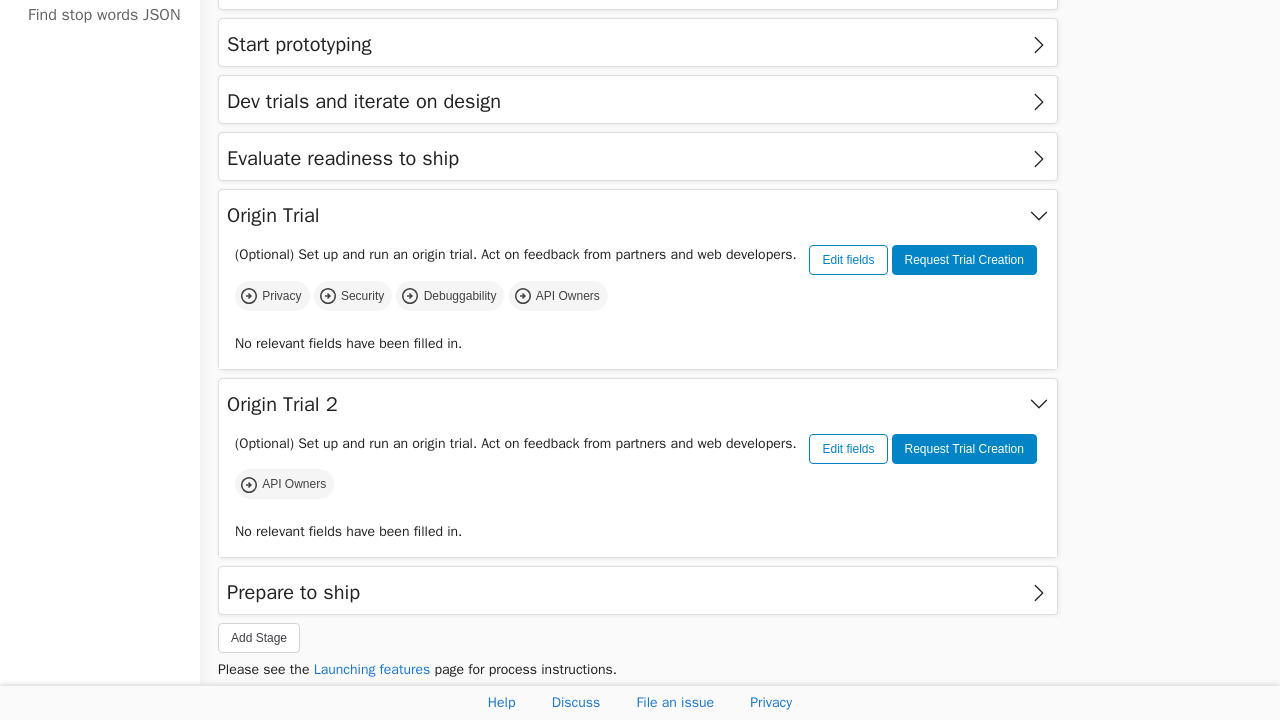 Find stop words JSON
Start prototyping
Dev trials and iterate on design
Evaluate readiness to ship
Origin Trial
(Optional) Set up and run an origin trial. Act on feedback from partners and web developers. Edit fields Request Trial Creation
Privacy Security Debuggability API Owners
No relevant fields have been filled in.
Origin Trial 2
(Optional) Set up and run an origin trial. Act on feedback from partners and web developers. Edit fields Request Trial Creation
API Owners
No relevant fields have been filled in.
Prepare to ship
Add Stage
Please see the Launching features page for process instructions.
Help Discuss File an issue Privacy